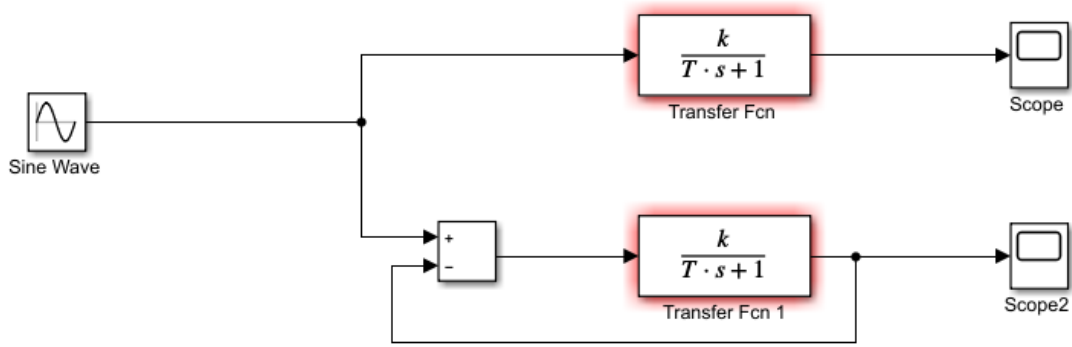 k
T · s + 1
Transfer Fcn
Scope
Sine Wave
+
−
k
T · s + 1
Transfer Fcn 1
Scope2